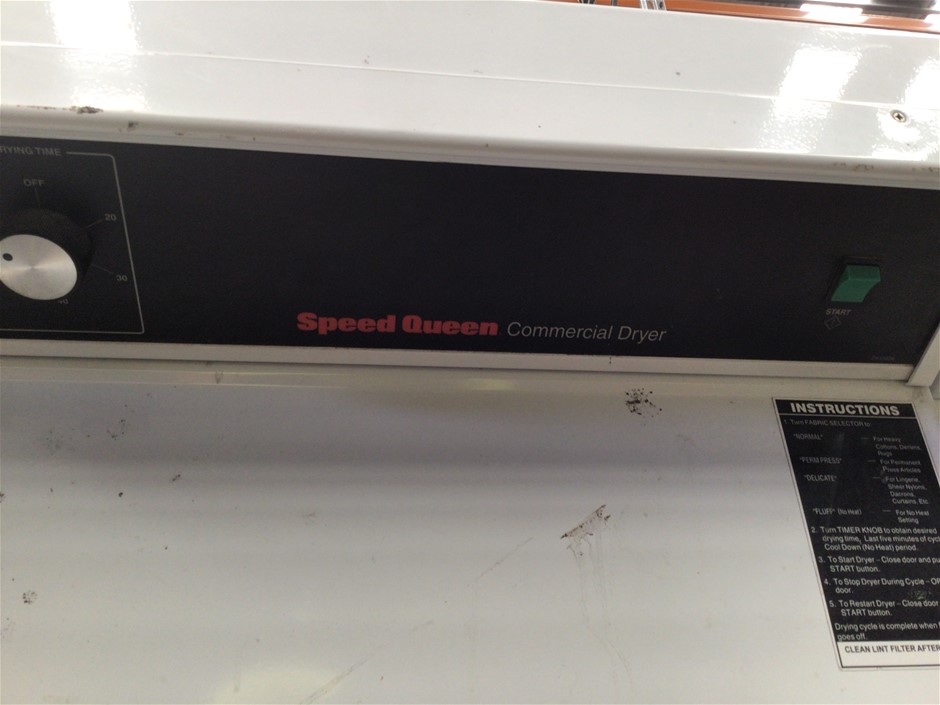 RYING TIME
OFF
20
30
40
Speed Queen Commercial Dryer
START
INSTRUCTIONS
1. Turn FABRIC SELECTOR to:
"NORMAL" — For Heavy
Cottons, Denims,
Rugs
"PERM PRESS" — For Permanent
Press Articles
"DELICATE" — For Lingerie,
Sheer Nylons,
Dacrons,
Curtains, Etc.
"FLUFF" (No Heat) — For No Heat
Setting
2. Turn TIMER KNOB to obtain desired
drying time, Last five minutes of cyc
Cool Down (No Heat) period.
3. To Start Dryer – Close door and pu
START button.
4. To Stop Dryer During Cycle – OP
door.
5. To Restart Dryer – Close door
START button.
Drying cycle is complete when
goes off.
CLEAN LINT FILTER AFTER